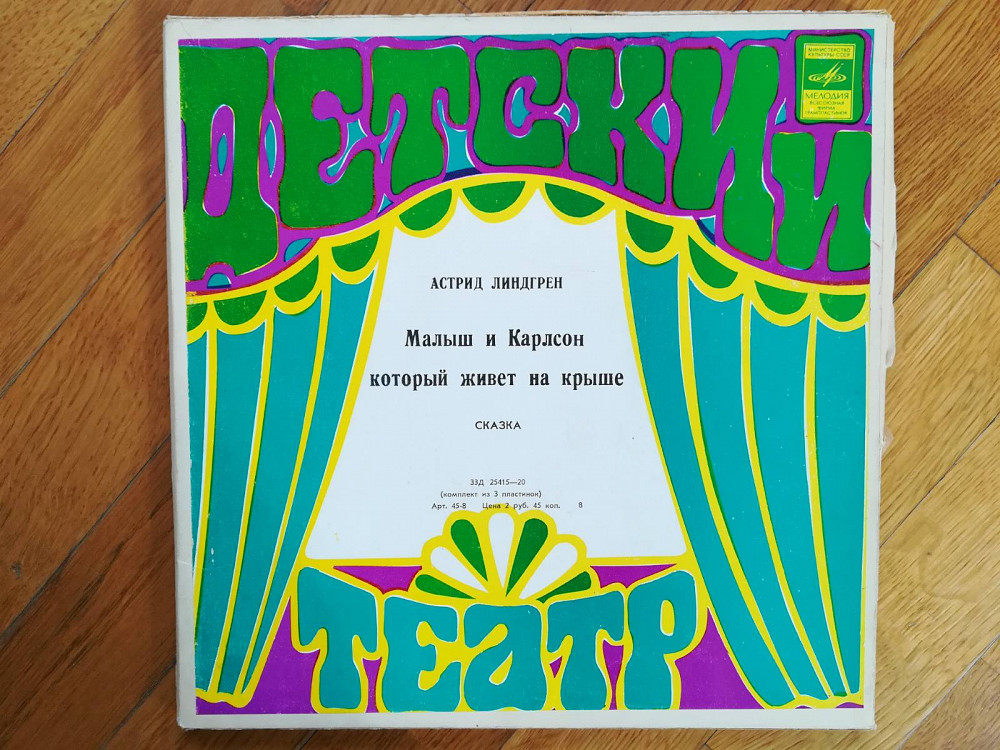 ДЕТСКИЙ
МИНИСТЕРСТВО
КУЛЬТУРЫ СССР
МЕЛОДИЯ
ВСЕСОЮЗНАЯ
ФИРМА
ГРАМПЛАСТИНОК
АСТРИД ЛИНДГРЕН
Малыш и Карлсон
который живет на крыше
СКАЗКА
33Д 25415—20
(комплект из 3 пластинок)
Арт. 45-8 Цена 2 руб. 45 коп. 8
ТЕАТР